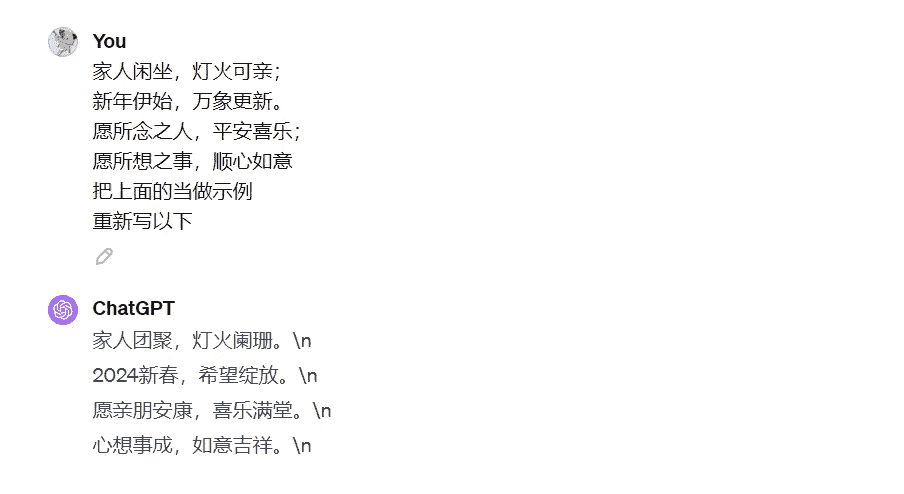 You
家人闲坐，灯火可亲；
新年伊始，万象更新。
愿所念之人，平安喜乐；
愿所想之事，顺心如意
把上面的当做示例
重新写以下
ChatGPT
家人团聚，灯火阑珊。\n
2024新春，希望绽放。\n
愿亲朋安康，喜乐满堂。\n
心想事成，如意吉祥。\n